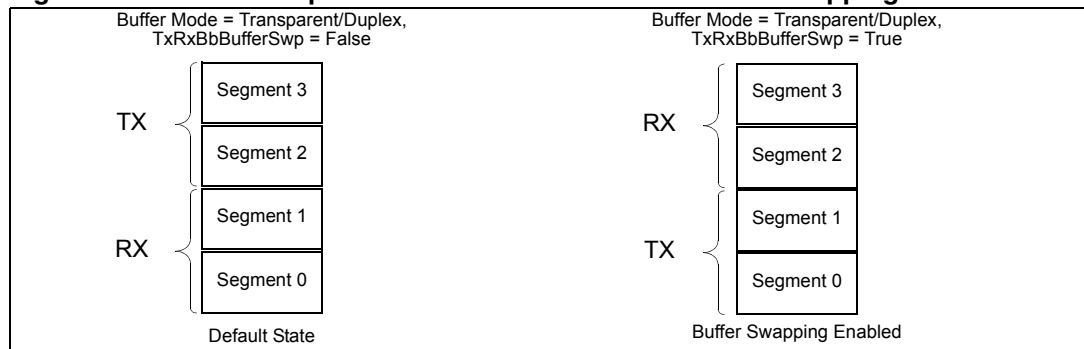 Buffer Mode = Transparent/Duplex,
TxRxBbBufferSwp = False
Segment 3
TX
Segment 2
Segment 1
RX
Segment 0
Default State
Buffer Mode = Transparent/Duplex,
TxRxBbBufferSwp = True
Segment 3
RX
Segment 2
Segment 1
TX
Segment 0
Buffer Swapping Enabled